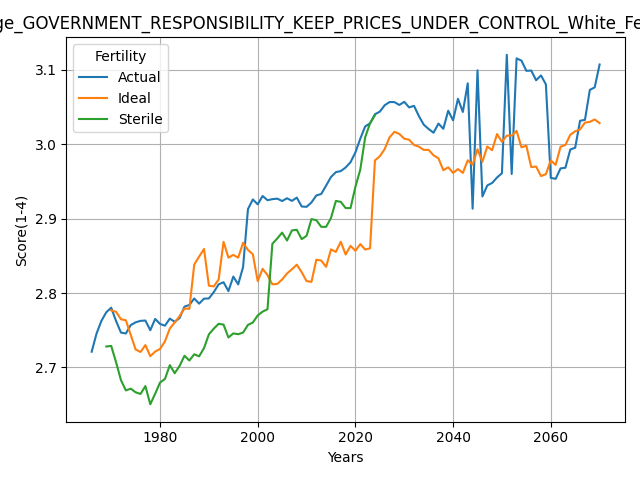 ge_GOVERNMENT_RESPONSIBILITY_KEEP_PRICES_UNDER_CONTROL_White_Fe
Fertility
Actual
Ideal
Sterile
3.1
3.0
2.9
2.8
2.7
Score(1-4)
1980
2000
2020
2040
2060
Years